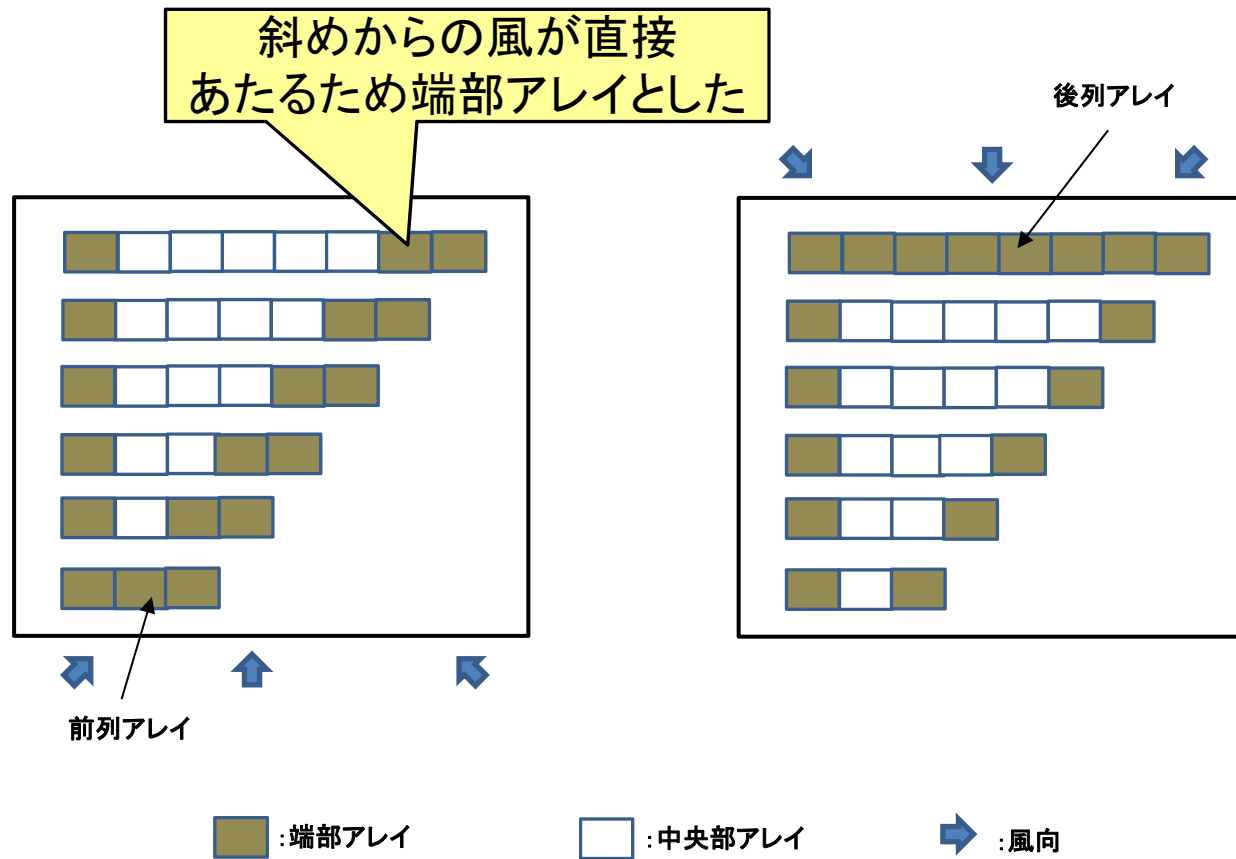 斜めからの風が直接
あたるため端部アレイとした
後列アレイ
前列アレイ
:端部アレイ
:中央部アレイ
:風向